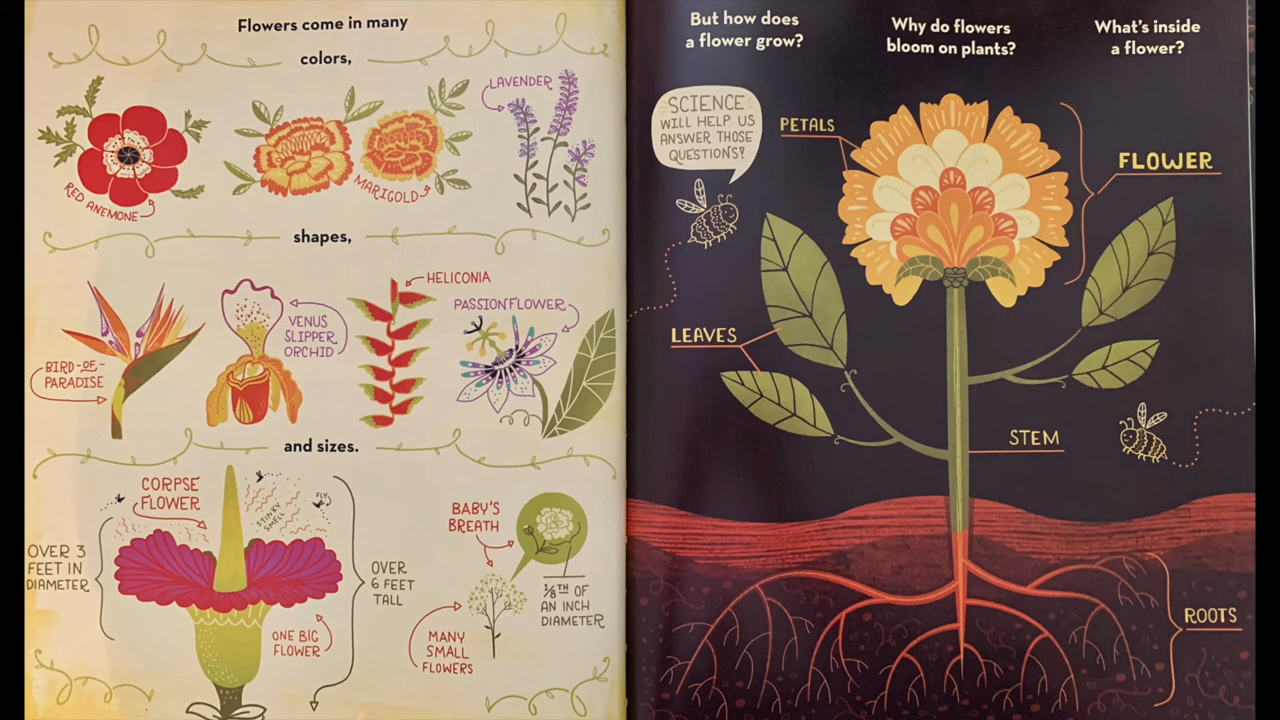 Flowers come in many
colors,
RED ANEMONE
MARIGOLD
LAVENDER
shapes,
BIRD-OF-
PARADISE
VENUS
SLIPPER
ORCHID
HELICONIA
PASSIONFLOWER
and sizes.
CORPSE
FLOWER
STINKY
SMELL
FLY
OVER 3
FEET IN
DIAMETER
OVER
6 FEET
TALL
ONE BIG
FLOWER
BABY'S
BREATH
1/8TH OF
AN INCH
DIAMETER
MANY
SMALL
FLOWERS
But how does
a flower grow?
Why do flowers
bloom on plants?
What's inside
a flower?
SCIENCE
WILL HELP US
ANSWER THOSE
QUESTIONS!
PETALS
FLOWER
LEAVES
STEM
ROOTS